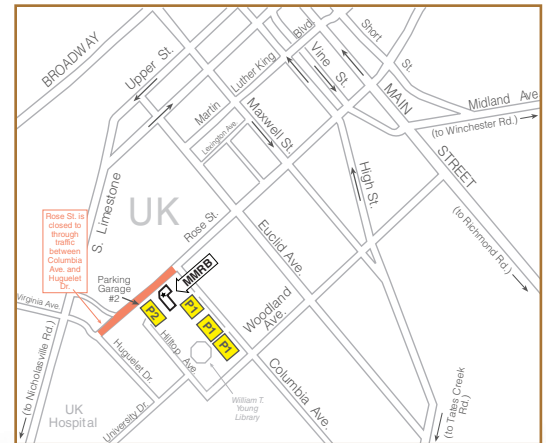 BROADWAY
Upper St.
Luther King
Blvd.
Vine St.
Short
St.
MAIN
STREET
Midland Ave
(to Winchester Rd.)
Martin
Lexington Ave.
Maxwell St.
High St.
(to Richmond Rd.)
S. Limestone
UK
Rose St.
Euclid Ave.
Rose St. is
closed to
through
traffic
between
Columbia
Ave. and
Huguelet
Dr.
Parking
Garage
#2
MMRB
P2
P1
P1
P1
Woodland
Ave.
Virginia Ave.
(to Nicholasville Rd.)
Huguelet Dr.
Hilltop Ave.
Columbia Ave.
William T.
Young
Library
University Dr.
UK
Hospital
(to Tates Creek
Rd.)